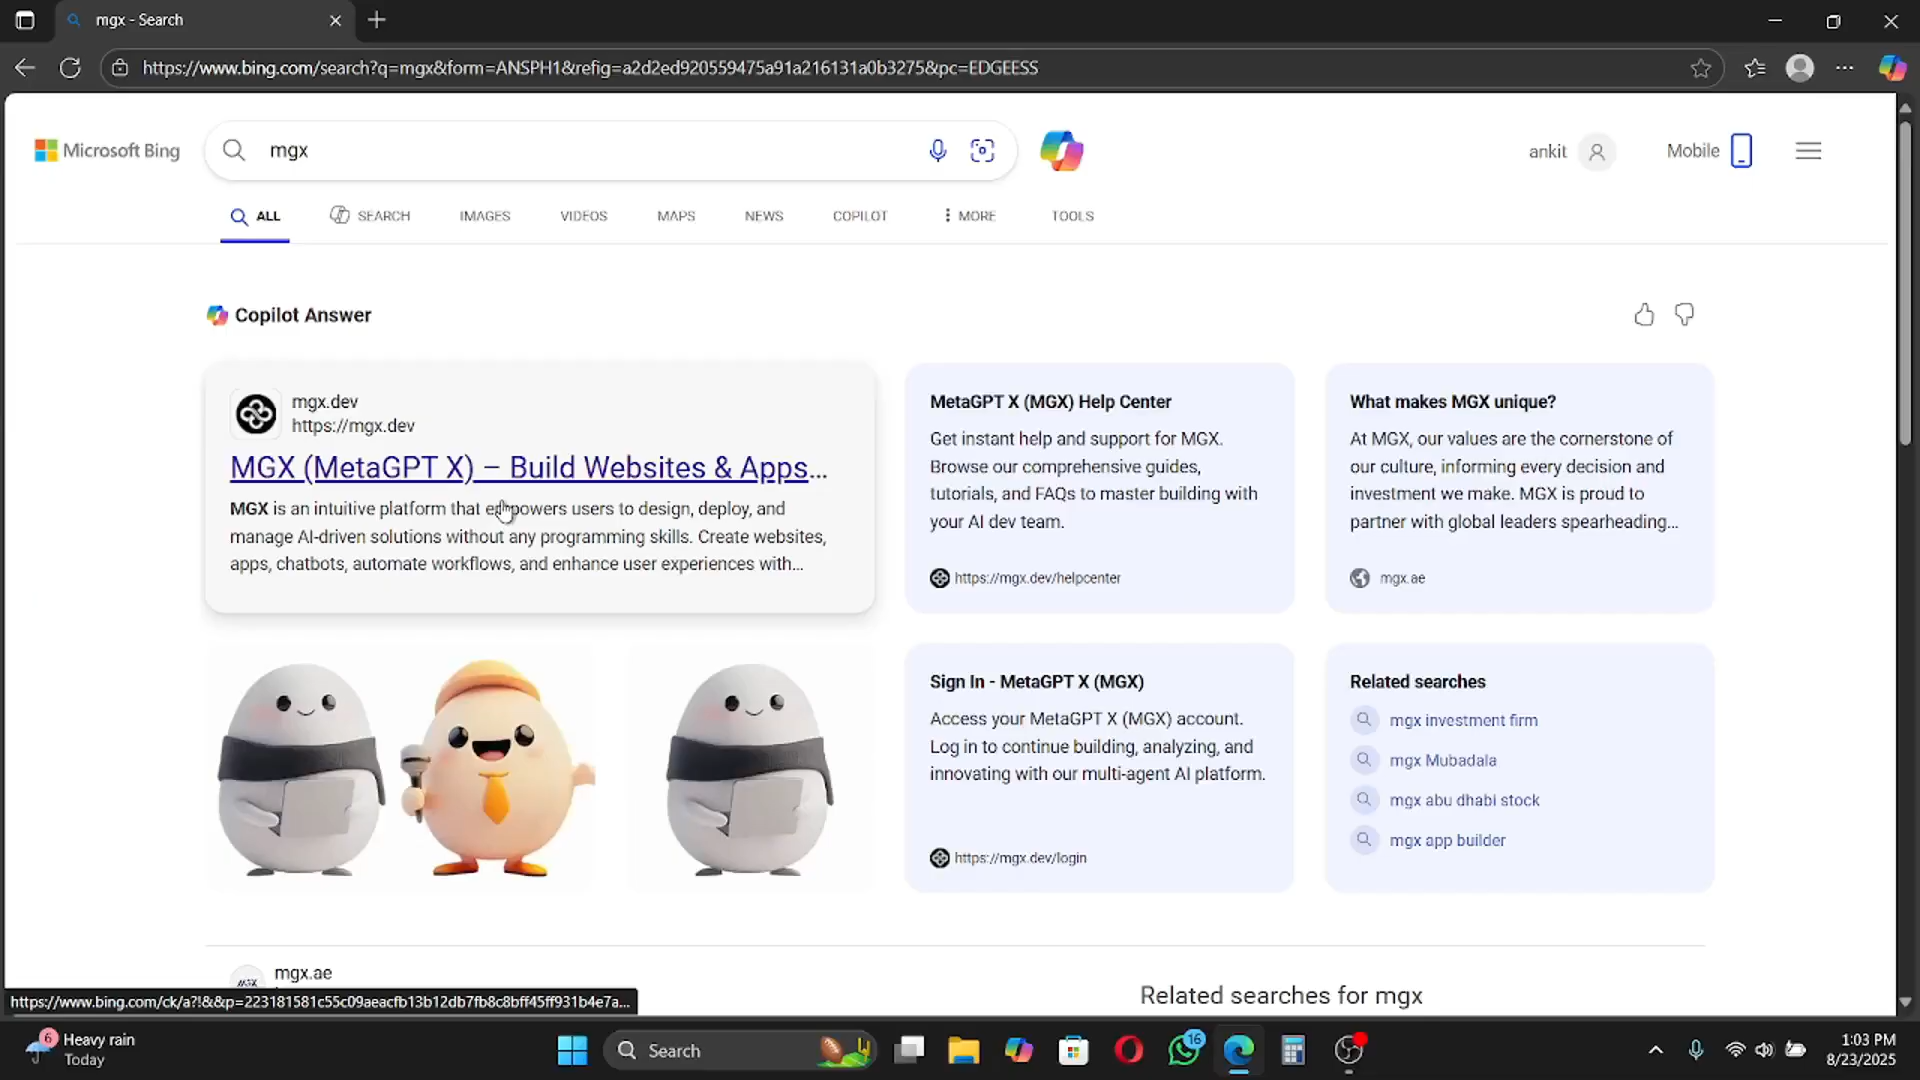 mgx - Search
https://www.bing.com/search?q=mgx&form=ANSPH1&refig=a2d2ed920559475a91a216131a0b3275&pc=EDGEESS
Microsoft Bing
mgx
ankit
Mobile
ALL
SEARCH
IMAGES
VIDEOS
MAPS
NEWS
COPILOT
MORE
TOOLS
Copilot Answer
mgx.dev
https://mgx.dev
MGX (MetaGPT X) – Build Websites & Apps...
MGX is an intuitive platform that empowers users to design, deploy, and
manage AI-driven solutions without any programming skills. Create websites,
apps, chatbots, automate workflows, and enhance user experiences with...
MetaGPT X (MGX) Help Center
Get instant help and support for MGX.
Browse our comprehensive guides,
tutorials, and FAQs to master building with
your AI dev team.
https://mgx.dev/helpcenter
What makes MGX unique?
At MGX, our values are the cornerstone of
our culture, informing every decision and
investment we make. MGX is proud to
partner with global leaders spearheading...
mgx.ae
Sign In - MetaGPT X (MGX)
Access your MetaGPT X (MGX) account.
Log in to continue building, analyzing, and
innovating with our multi-agent AI platform.
https://mgx.dev/login
Related searches
mgx investment firm
mgx Mubadala
mgx abu dhabi stock
mgx app builder
mgx.ae
Related searches for mgx
https://www.bing.com/ck/a?!&&p=223181581c55c09aeacfb13b12db7fb8c8bff45ff931b4e7a...
6
Heavy rain
Today
Search
16
1:03 PM
8/23/2025